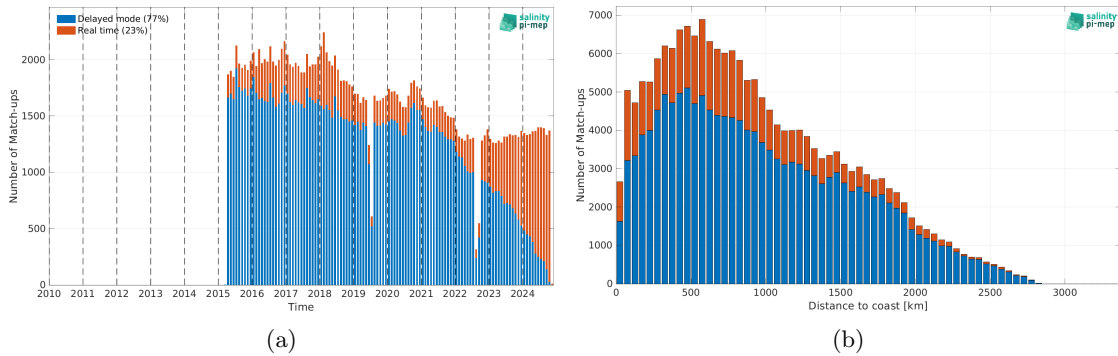 Delayed mode (77%)
Real time (23%)
salinity
pi-mep
Number of Match-ups
2000
1500
1000
500
0
2010 2011 2012 2013 2014 2015 2016 2017 2018 2019 2020 2021 2022 2023 2024
Time
(a)
salinity
pi-mep
Number of Match-ups
7000
6000
5000
4000
3000
2000
1000
0
0 500 1000 1500 2000 2500 3000
Distance to coast [km]
(b)